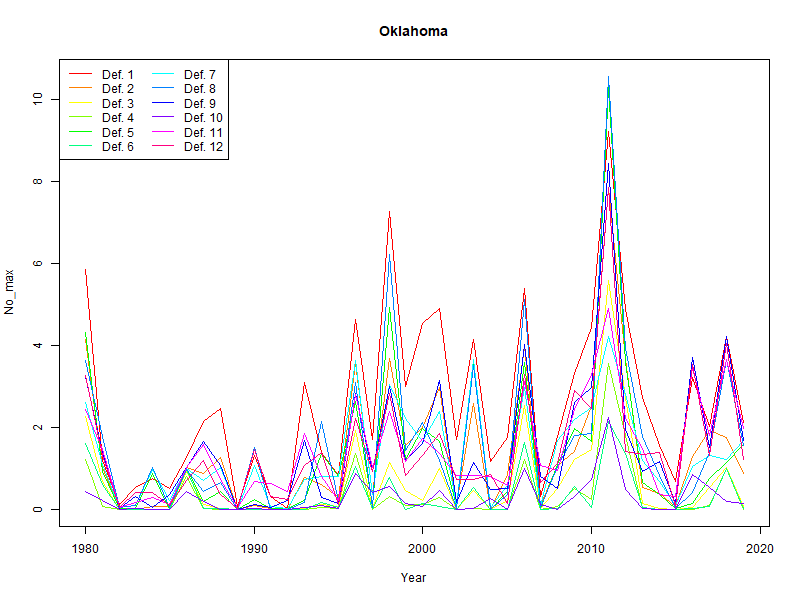 Oklahoma
Def. 1 Def. 7
Def. 2 Def. 8
Def. 3 Def. 9
Def. 4 Def. 10
Def. 5 Def. 11
Def. 6 Def. 12
10
8
6
4
2
0
No_max
1980 1990 2000 2010 2020
Year